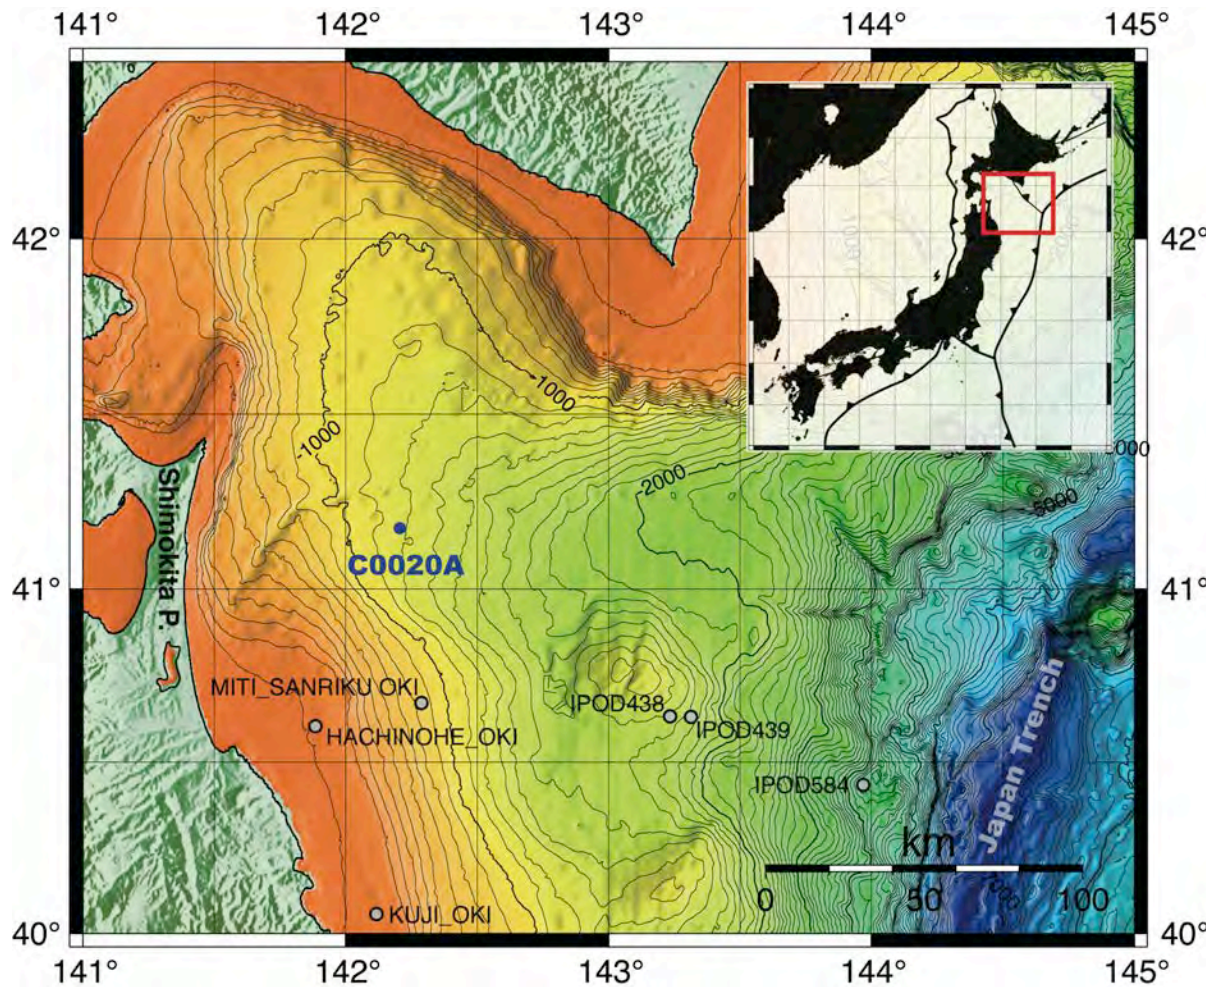 141° 142° 143° 144° 145°
42° 42°
-1000
-1000
-2000
Shimokita P.
C0020A
41° 41°
MITI_SANRIKU OKI
HACHINOHE_OKI
IPOD438
IPOD439
IPOD584
Japan Trench
km
0 50 100
KUJI_OKI
40° 40°
141° 142° 143° 144° 145°